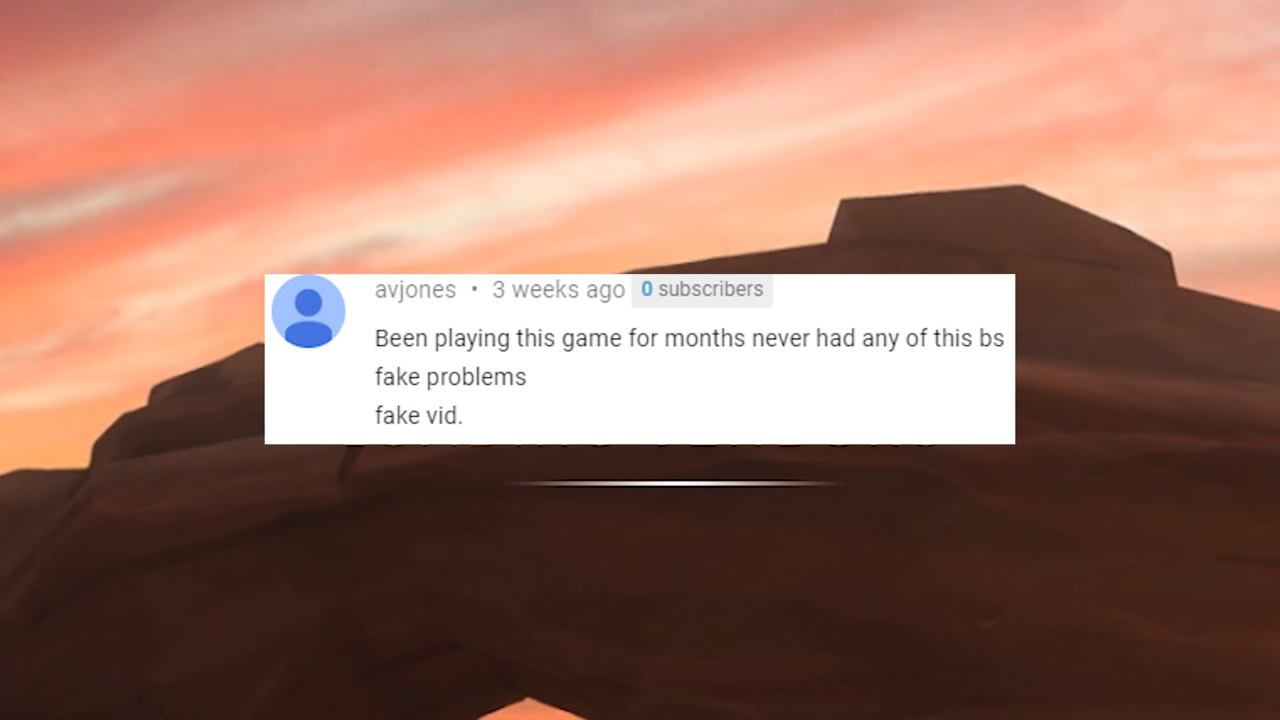 avjones • 3 weeks ago 0 subscribers
Been playing this game for months never had any of this bs
fake problems
fake vid.